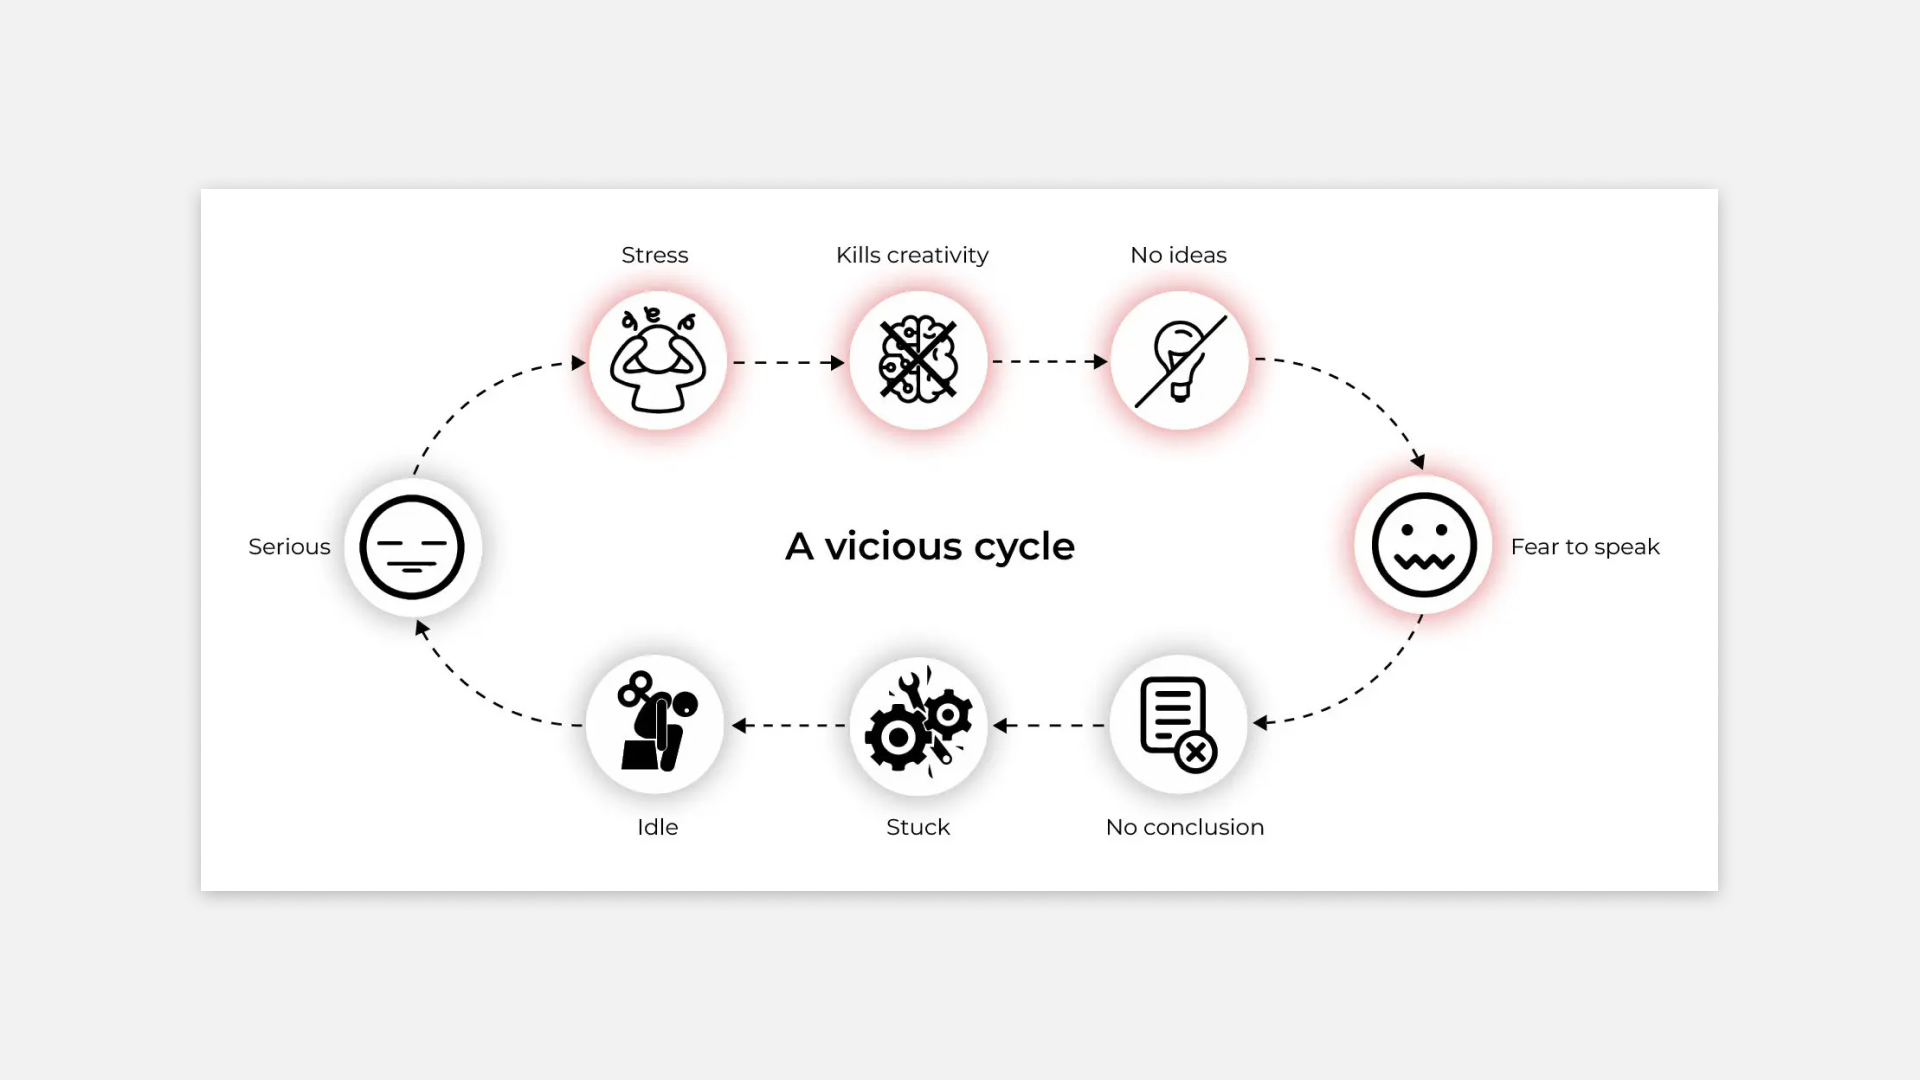 Stress
Kills creativity
No ideas
Serious
A vicious cycle
Fear to speak
Idle
Stuck
No conclusion